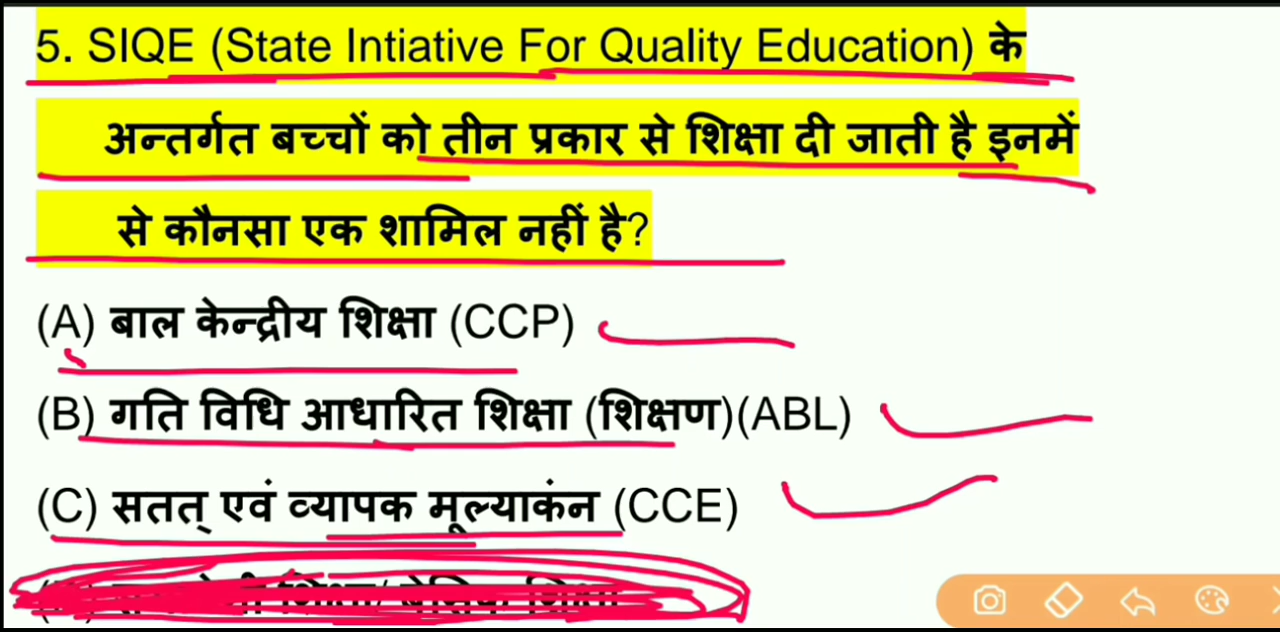 5. SIQE (State Intiative For Quality Education) के
अन्तर्गत बच्चों को तीन प्रकार से शिक्षा दी जाती है इनमें
से कौनसा एक शामिल नहीं है?
(A) बाल केन्द्रीय शिक्षा (CCP)
(B) गति विधि आधारित शिक्षा (शिक्षण)(ABL)
(C) सतत् एवं व्यापक मूल्याकंन (CCE)